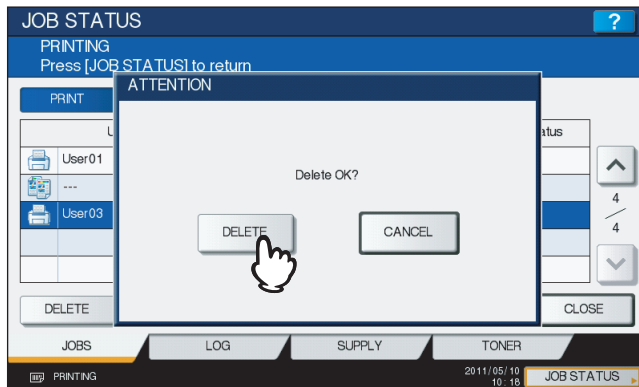 JOB STATUS
?
PRINTING
Press [JOB STATUS] to return
ATTENTION
PRINT
U
atus
User01
Delete OK?
---
4
User03
4
DELETE
CANCEL
DELETE
CLOSE
JOBS
LOG
SUPPLY
TONER
PRINTING
2011/05/10
10:18
JOB STATUS